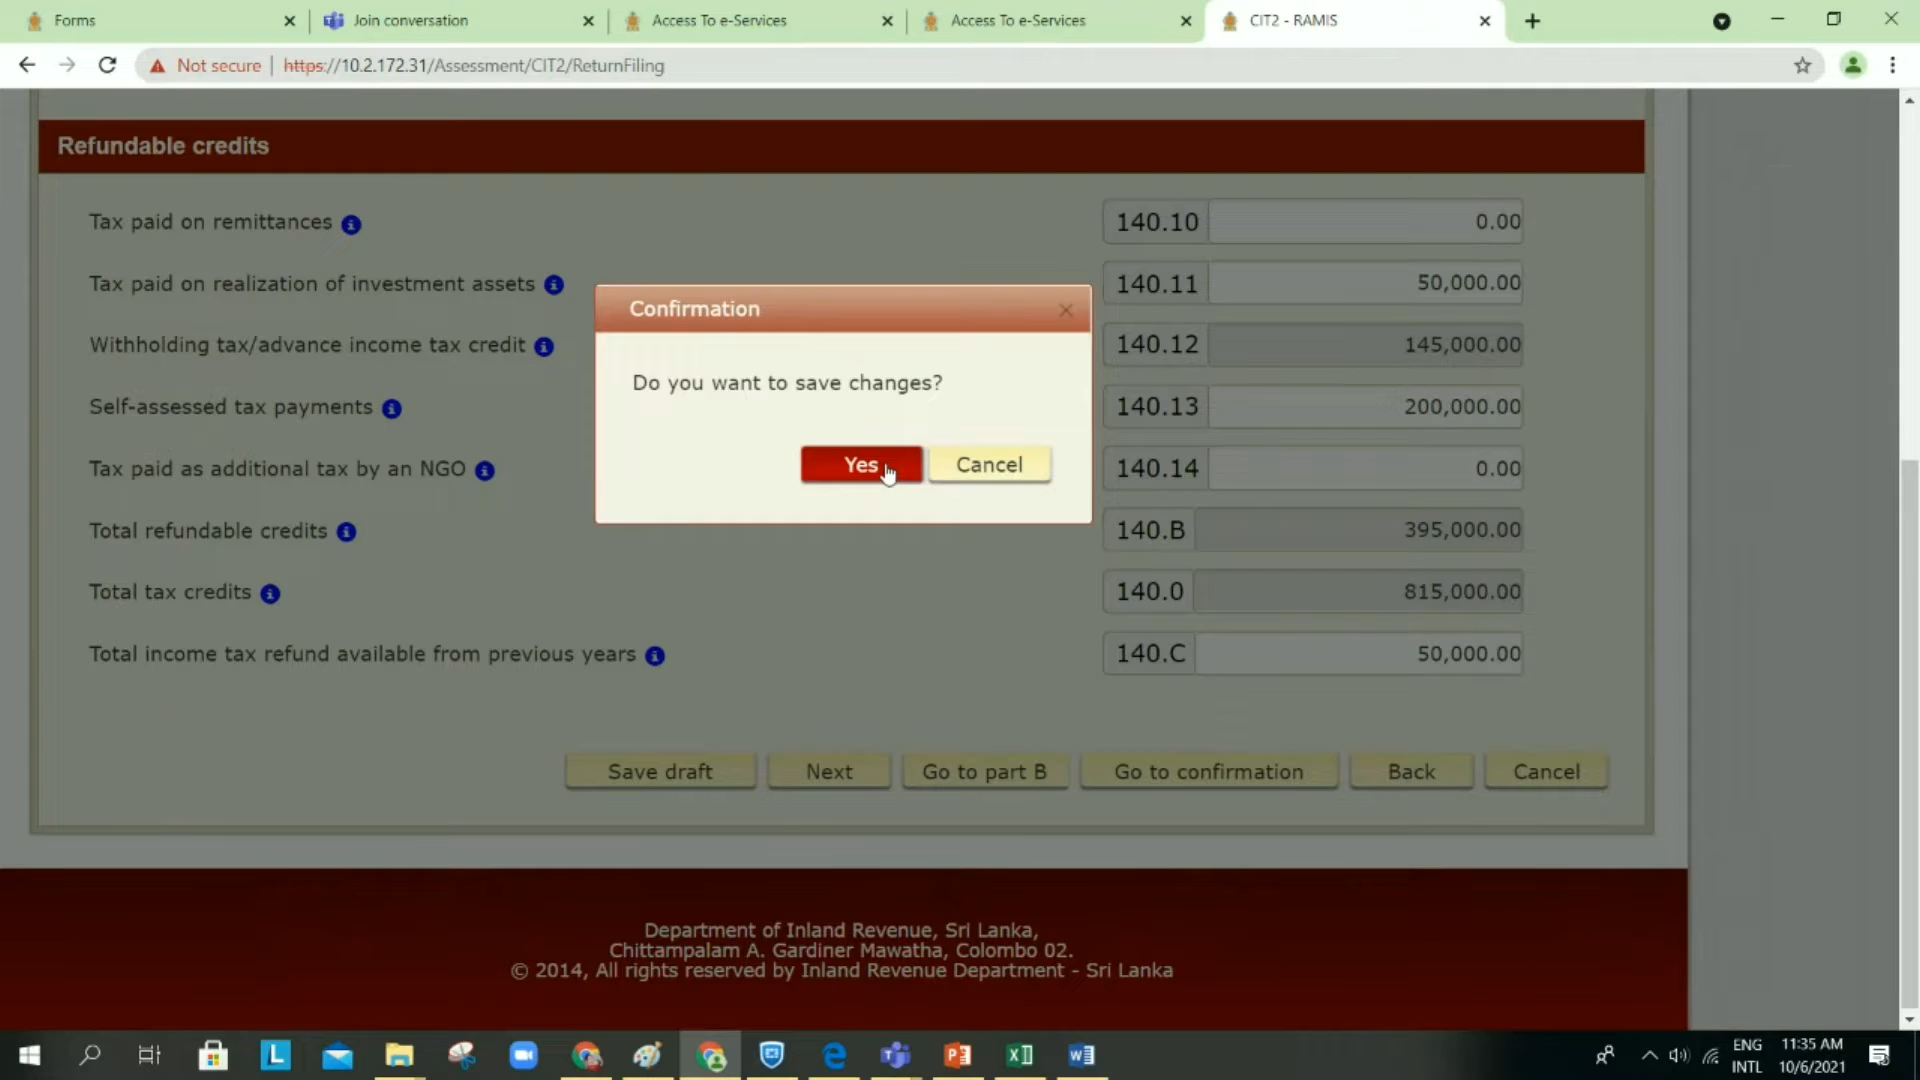 Forms
Join conversation
Access To e-Services
Access To e-Services
CIT2 - RAMIS
Not secure
https://10.2.172.31/Assessment/CIT2/ReturnFiling
Refundable credits
Tax paid on remittances 140.10 0.00
Tax paid on realization of investment assets 140.11 50,000.00
Confirmation
Withholding tax/advance income tax credit 140.12 145,000.00
Do you want to save changes?
Self-assessed tax payments 140.13 200,000.00
Yes Cancel
Tax paid as additional tax by an NGO 140.14 0.00
Total refundable credits 140.B 395,000.00
Total tax credits 140.0 815,000.00
Total income tax refund available from previous years 140.C 50,000.00
Save draft Next Go to part B Go to confirmation Back Cancel
Department of Inland Revenue, Sri Lanka,
Chittampalam A. Gardiner Mawatha, Colombo 02.
© 2014, All rights reserved by Inland Revenue Department - Sri Lanka
ENG
INTL
11:35 AM
10/6/2021